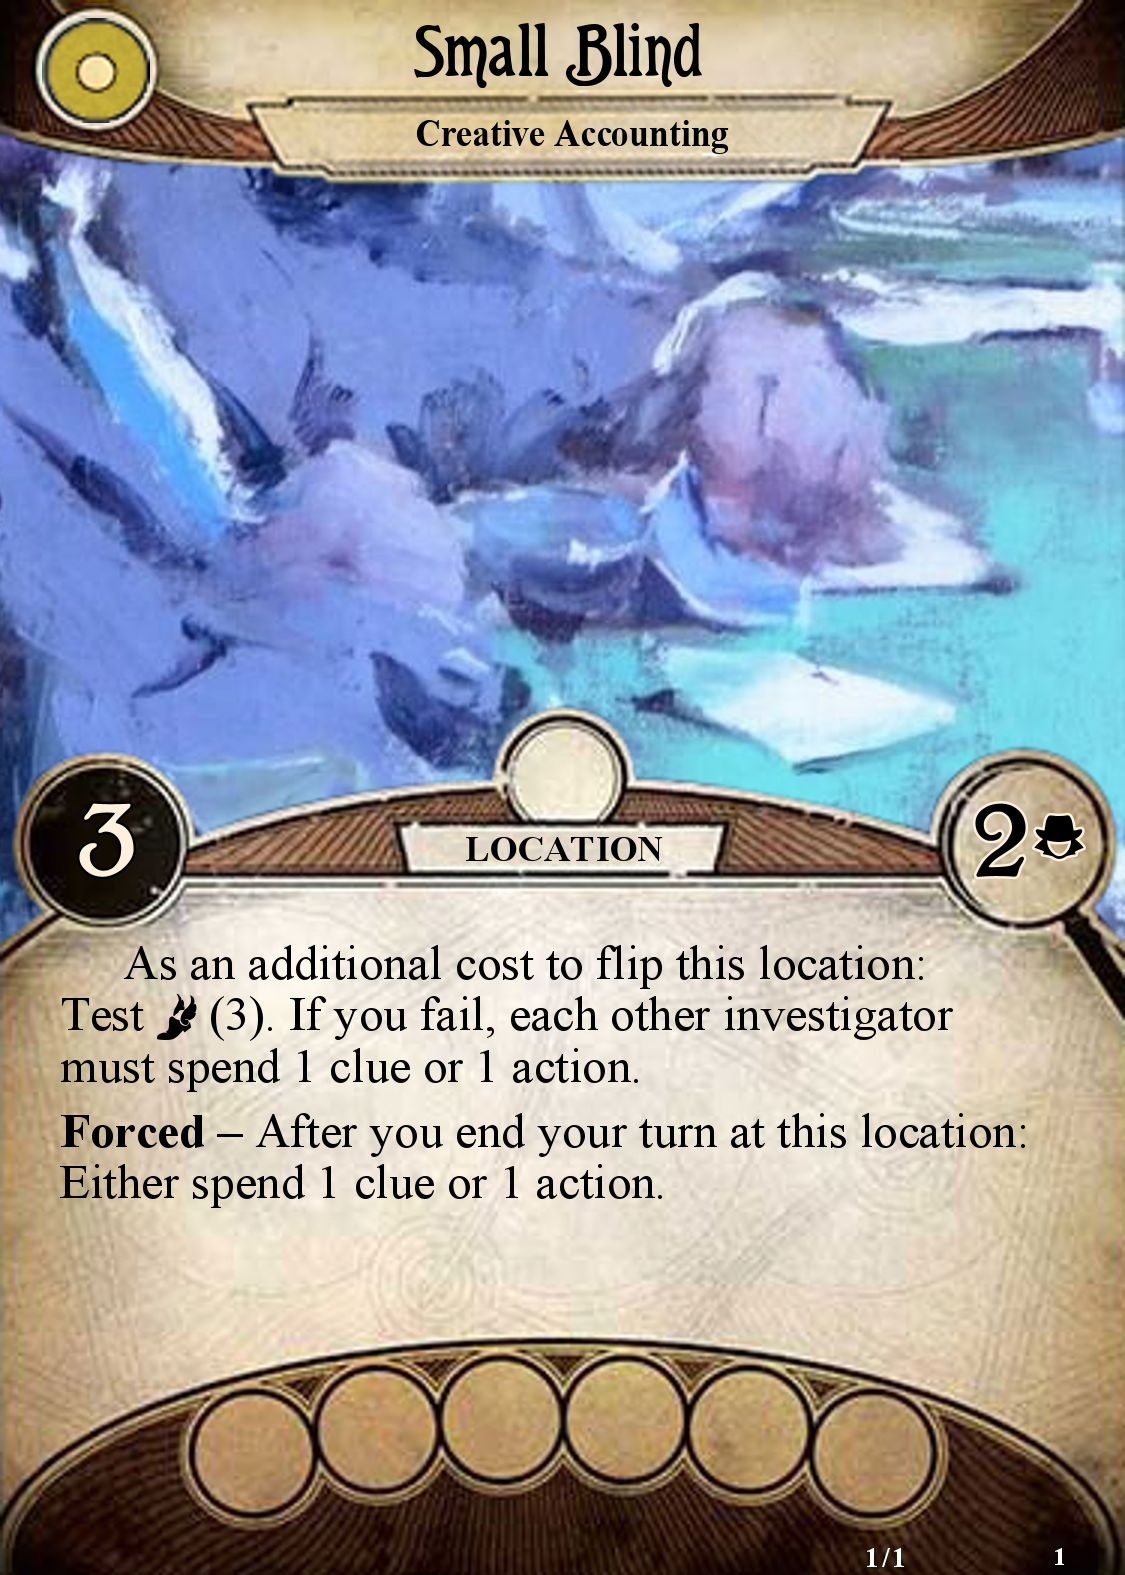 Small Blind
Creative Accounting
3
LOCATION
2
As an additional cost to flip this location:
Test (3). If you fail, each other investigator
must spend 1 clue or 1 action.
Forced – After you end your turn at this location:
Either spend 1 clue or 1 action.
1/1 1